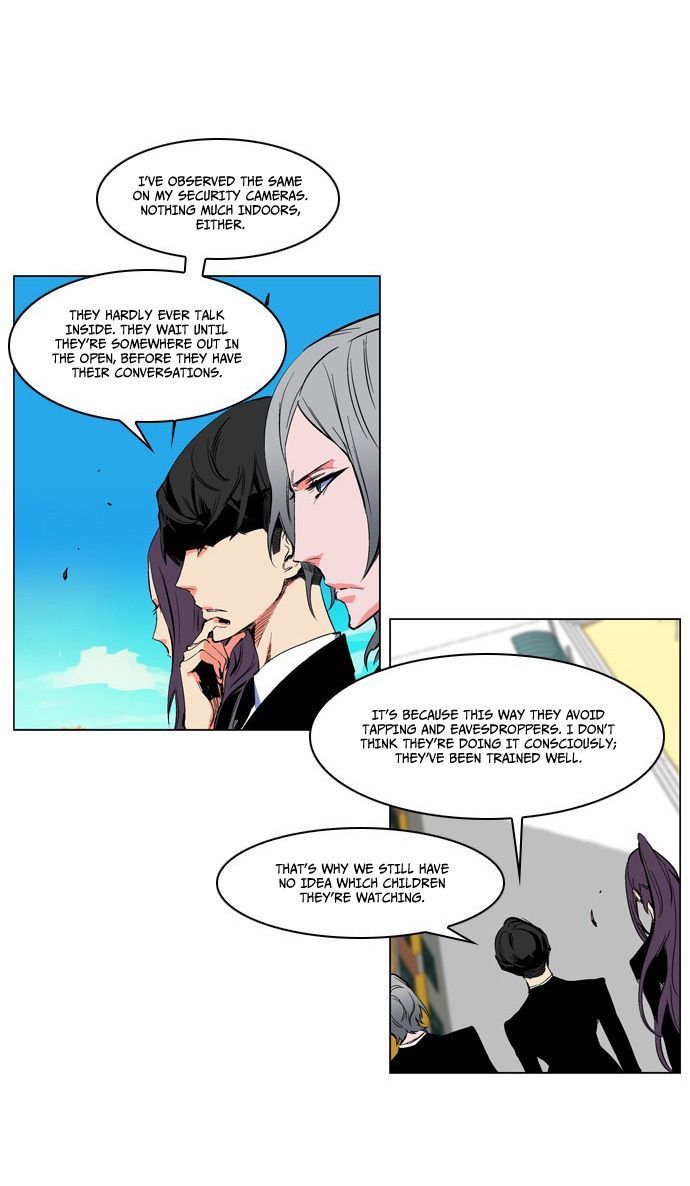 I'VE OBSERVED THE SAME
ON MY SECURITY CAMERAS.
NOTHING MUCH INDOORS,
EITHER.
THEY HARDLY EVER TALK
INSIDE. THEY WAIT UNTIL
THEY'RE SOMEWHERE OUT IN
THE OPEN, BEFORE THEY HAVE
THEIR CONVERSATIONS.
IT'S BECAUSE THIS WAY THEY AVOID
TAPPING AND EAVESDROPPERS. I DON'T
THINK THEY'RE DOING IT CONSCIOUSLY;
THEY'VE BEEN TRAINED WELL.
THAT'S WHY WE STILL HAVE
NO IDEA WHICH CHILDREN
THEY'RE WATCHING.